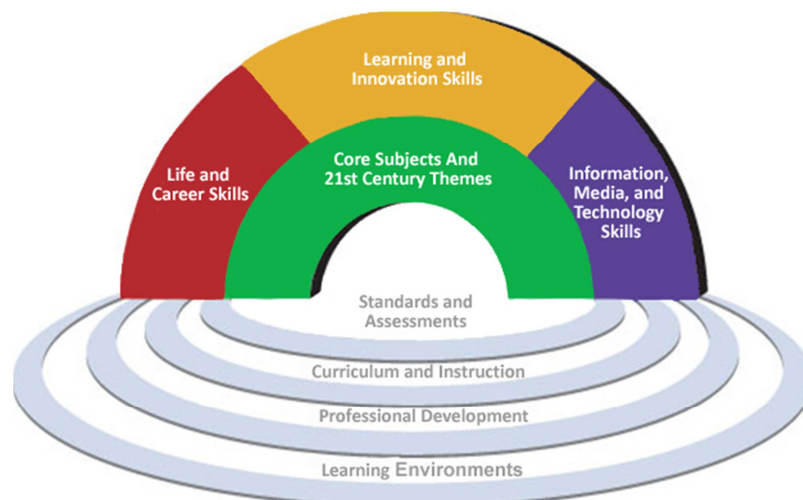 Learning and
Innovation Skills
Life and
Career Skills
Core Subjects And
21st Century Themes
Information,
Media, and
Technology
Skills
Standards and
Assessments
Curriculum and Instruction
Professional Development
Learning Environments